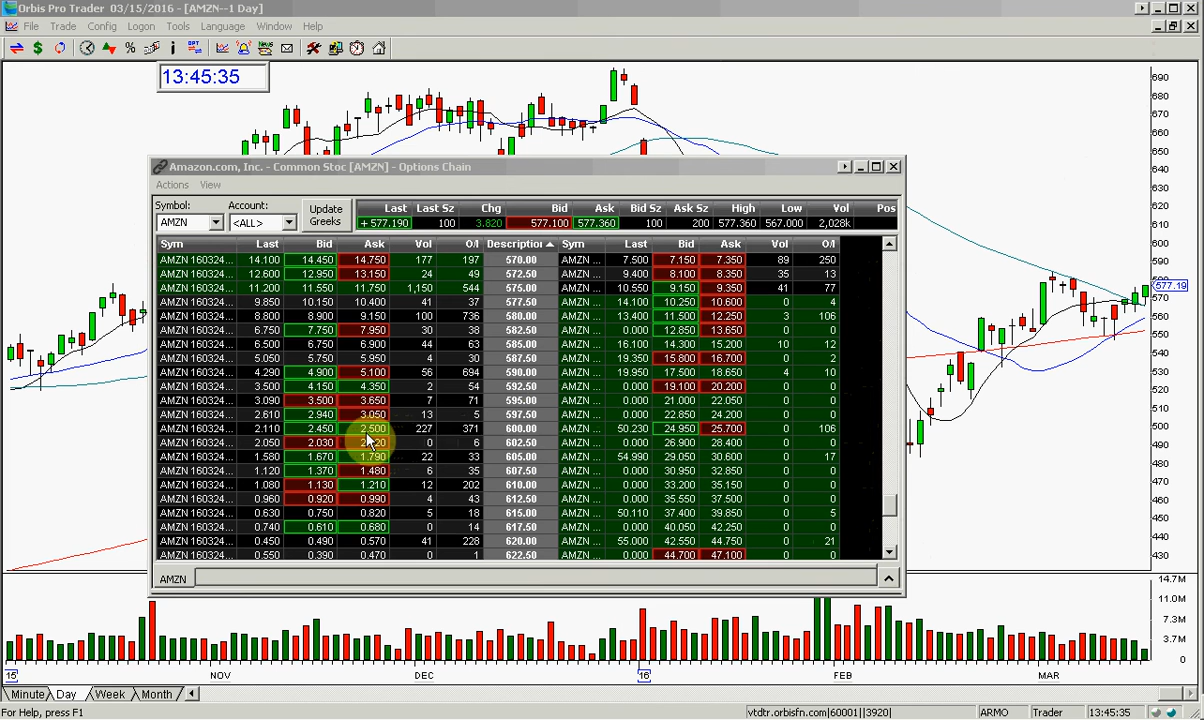 Orbis Pro Trader 03/15/2016 - [AMZN--1 Day]
File Trade Config Logon Tools Language Window Help
13:45:35
Amazon.com, Inc. - Common Stoc [AMZN] - Options Chain
Actions View
Symbol: Account: Update Greeks Last Last Sz Chg Bid Ask Bid Sz Ask Sz High Low Vol Pos
AMZN <ALL> +577.190 100 3.820 577.100 577.360 100 200 577.360 567.000 2,028k
Sym Last Bid Ask Vol O/I Description Sym Last Bid Ask Vol O/I
AMZN 160324... 14.100 14.450 14.750 177 197 570.00 AMZN ... 7.500 7.150 7.350 89 250
AMZN 160324... 12.600 12.950 13.150 24 49 572.50 AMZN ... 9.400 8.100 8.350 35 13
AMZN 160324... 11.200 11.550 11.750 1,150 544 575.00 AMZN ... 10.550 9.150 9.350 41 77
AMZN 160324... 9.850 10.150 10.400 41 37 577.50 AMZN ... 14.100 10.250 10.600 0 4
AMZN 160324... 8.800 8.900 9.150 100 736 580.00 AMZN ... 13.400 11.500 12.250 3 106
AMZN 160324... 6.750 7.750 7.950 30 38 582.50 AMZN ... 0.000 12.850 13.650 0 0
AMZN 160324... 6.500 6.750 6.900 44 63 585.00 AMZN ... 16.100 14.300 15.200 10 12
AMZN 160324... 5.050 5.750 5.950 4 30 587.50 AMZN ... 19.350 15.800 16.700 0 2
AMZN 160324... 4.290 4.900 5.100 56 694 590.00 AMZN ... 19.950 17.500 18.650 4 10
AMZN 160324... 3.500 4.150 4.350 2 54 592.50 AMZN ... 0.000 19.100 20.200 0 0
AMZN 160324... 3.090 3.500 3.650 7 71 595.00 AMZN ... 0.000 21.000 22.050 0 0
AMZN 160324... 2.610 2.940 3.050 13 5 597.50 AMZN ... 0.000 22.850 24.200 0 0
AMZN 160324... 2.110 2.450 2.500 227 371 600.00 AMZN ... 50.230 24.950 25.700 0 106
AMZN 160324... 2.050 2.030 0 6 602.50 AMZN ... 0.000 26.900 28.400 0 0
AMZN 160324... 1.580 1.670 1.790 22 33 605.00 AMZN ... 54.990 29.050 30.600 0 17
AMZN 160324... 1.120 1.370 1.480 6 35 607.50 AMZN ... 0.000 30.950 32.850 0 0
AMZN 160324... 1.080 1.130 1.210 12 202 610.00 AMZN ... 0.000 33.200 35.150 0 0
AMZN 160324... 0.960 0.920 0.990 4 43 612.50 AMZN ... 0.000 35.550 37.500 0 0
AMZN 160324... 0.630 0.750 0.820 5 18 615.00 AMZN ... 50.110 37.400 39.850 0 5
AMZN 160324... 0.740 0.610 0.680 0 14 617.50 AMZN ... 0.000 40.050 42.250 0 0
AMZN 160324... 0.450 0.490 0.570 41 228 620.00 AMZN ... 55.000 42.550 44.550 0 21
AMZN 160324... 0.550 0.390 0.470 0 1 622.50 AMZN ... 0.000 44.700 47.100 0 0
AMZN
690
680
670
660
650
640
630
620
610
600
590
577.19
570
560
550
540
530
520
510
500
490
480
470
460
450
440
430
14.7M
11.0M
7.3M
3.7M
0
15 NOV DEC 16 FEB MAR
Minute Day Week Month
For Help, press F1 vtdtr.orbisfn.com|60001||3920| ARMO Trader 13:45:35